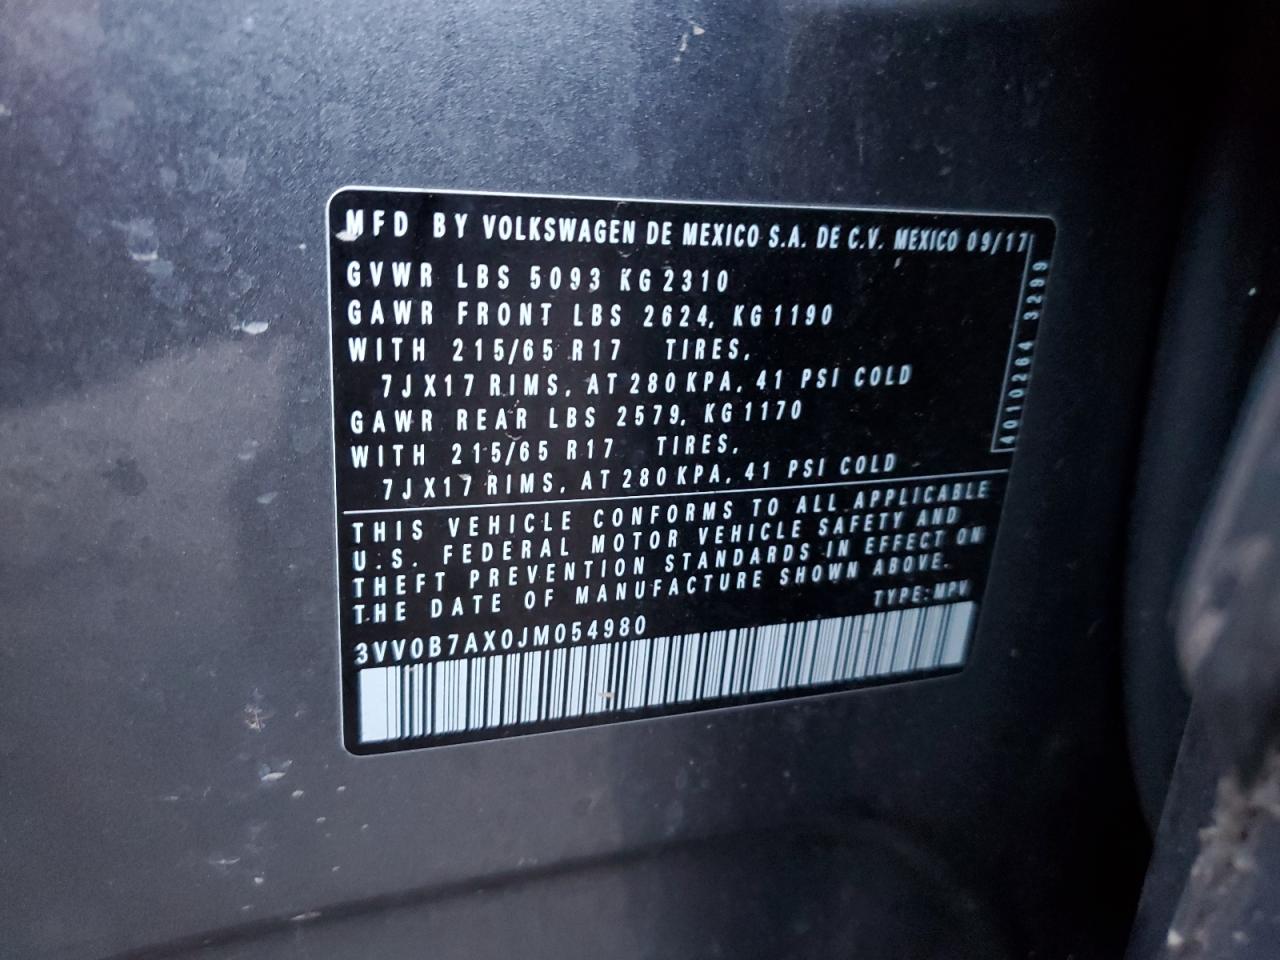 MFD BY VOLKSWAGEN DE MEXICO S.A. DE C.V. MEXICO 09/17
GVWR LBS 5093 KG 2310
GAWR FRONT LBS 2624, KG 1190
WITH 215/65 R17 TIRES,
7J X17 RIMS, AT 280 KPA, 41 PSI COLD
GAWR REAR LBS 2579, KG 1170
WITH 215/65 R17 TIRES,
7J X17 RIMS, AT 280 KPA, 41 PSI COLD
4010264 3299
THIS VEHICLE CONFORMS TO ALL APPLICABLE
U.S. FEDERAL MOTOR VEHICLE SAFETY AND
THEFT PREVENTION STANDARDS IN EFFECT ON
THE DATE OF MANUFACTURE SHOWN ABOVE.
TYPE: MPV
3VV0B7AX0JM054980